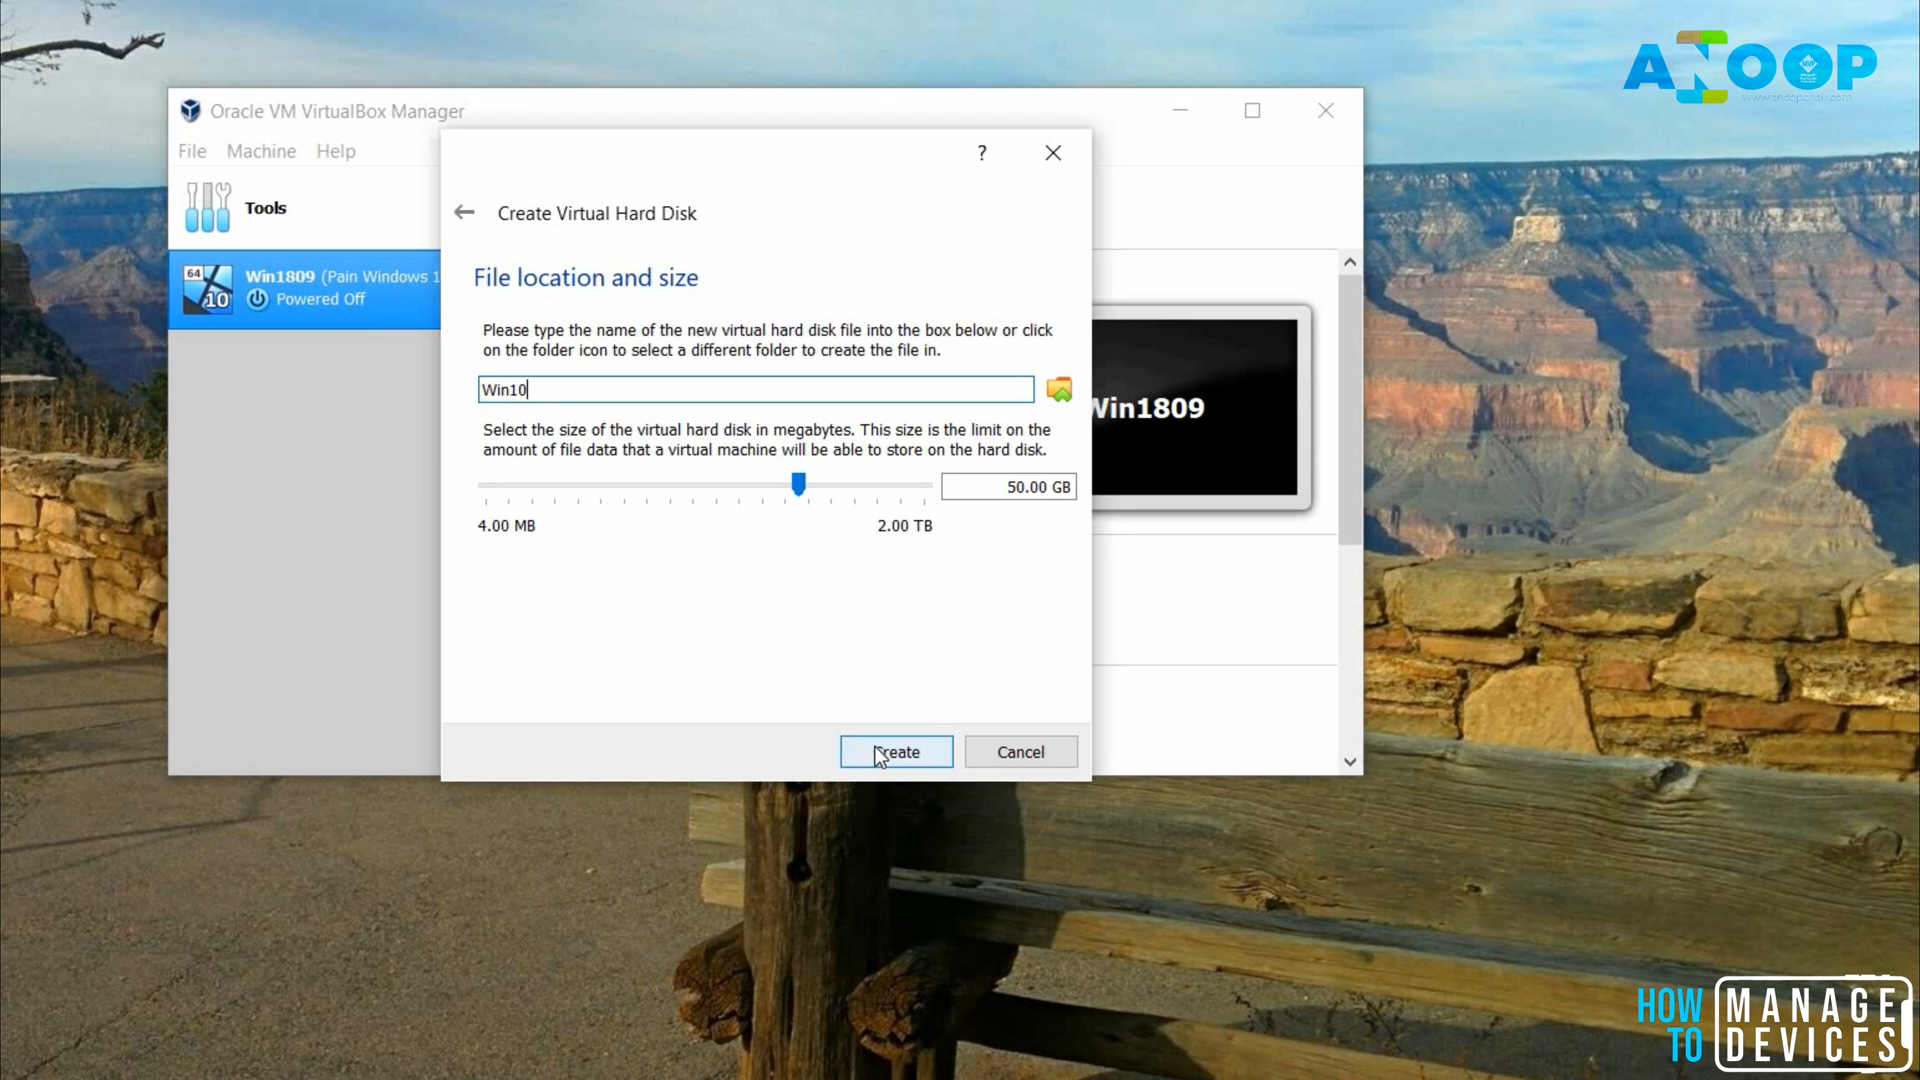 ANOOP
MVP
www.anoopcnair.com
Oracle VM VirtualBox Manager
File Machine Help
?
Tools
Create Virtual Hard Disk
64
10
Win1809 (Pain Windows 1
Powered Off
File location and size
Please type the name of the new virtual hard disk file into the box below or click
on the folder icon to select a different folder to create the file in.
Win10
Win1809
Select the size of the virtual hard disk in megabytes. This size is the limit on the
amount of file data that a virtual machine will be able to store on the hard disk.
50.00 GB
4.00 MB 2.00 TB
Create Cancel
HOW TO MANAGE DEVICES